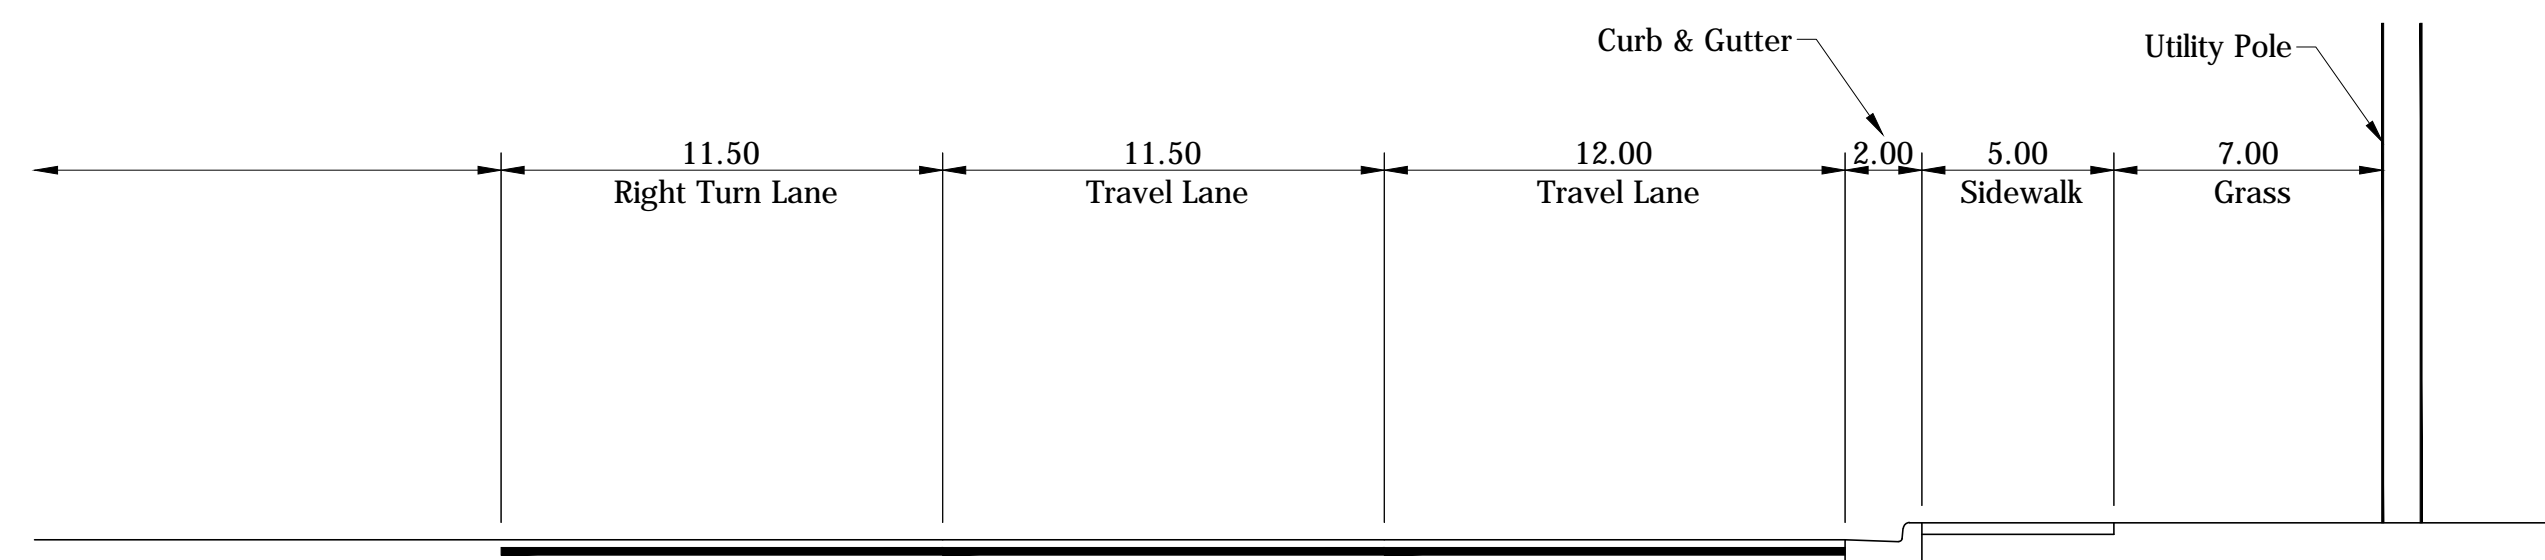 Curb & Gutter
Utility Pole
11.50
Right Turn Lane
11.50
Travel Lane
12.00
Travel Lane
2.00
5.00
Sidewalk
7.00
Grass